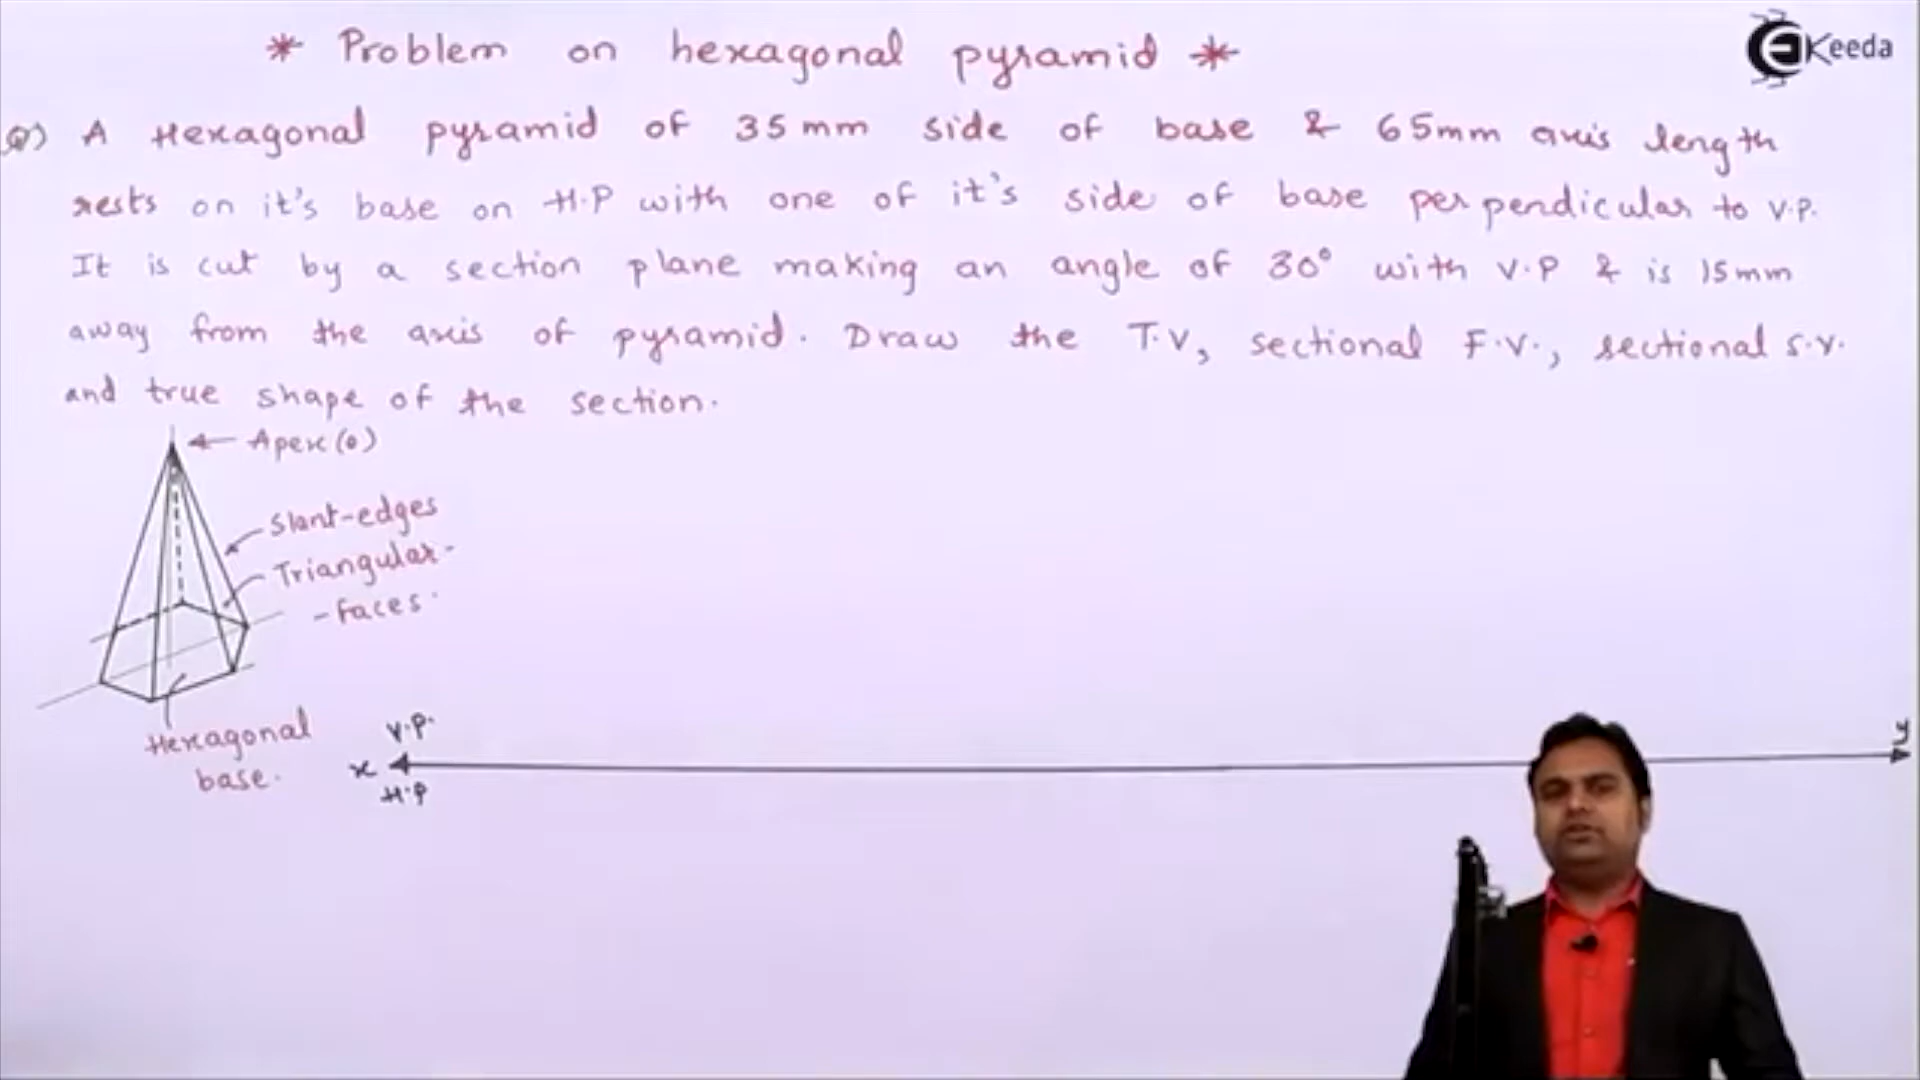 * Problem on hexagonal pyramid *
EKeeda
Q) A Hexagonal pyramid of 35mm side of base & 65mm axis length
rests on it's base on H.P with one of it's side of base perpendicular to V.P.
It is cut by a section plane making an angle of 30° with V.P & is 15mm
away from the axis of pyramid. Draw the T.V, sectional F.V., sectional S.V.
and true shape of the section.
Apex (o)
Slant-edges
Triangular-
-faces.
Hexagonal
base.
V.P.
x
H.P